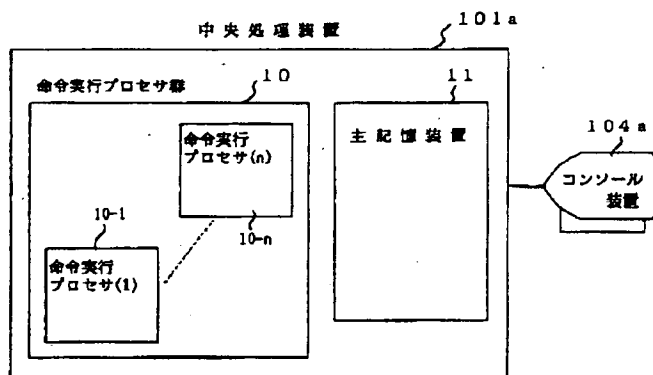 中央処理装置
101a
命令実行プロセサ群
10
11
命令実行
プロセサ(n)
10-n
主記憶装置
104a
コンソール
装置
10-1
命令実行
プロセサ(1)